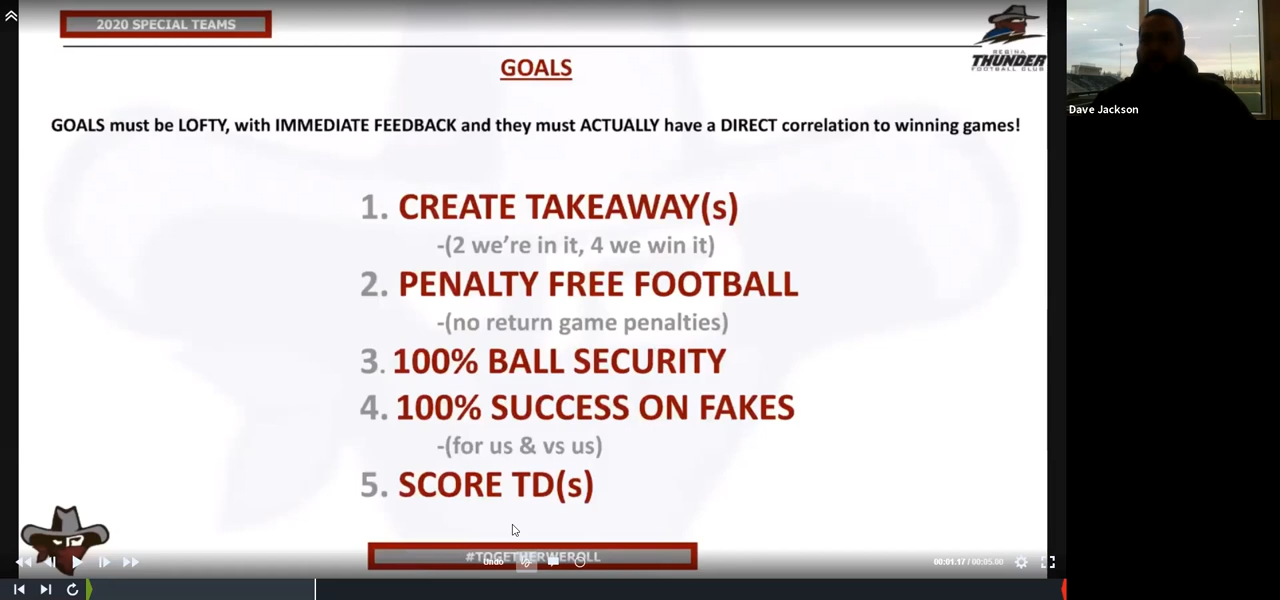 2020 SPECIAL TEAMS
REGINA
THUNDER
FOOTBALL CLUB
GOALS
Dave Jackson
GOALS must be LOFTY, with IMMEDIATE FEEDBACK and they must ACTUALLY have a DIRECT correlation to winning games!
1. CREATE TAKEAWAY(s)
-(2 we’re in it, 4 we win it)
2. PENALTY FREE FOOTBALL
-(no return game penalties)
3. 100% BALL SECURITY
4. 100% SUCCESS ON FAKES
-(for us & vs us)
5. SCORE TD(s)
#TOGETHERWEROLL
Undo
00:01.17 / 00:05.00